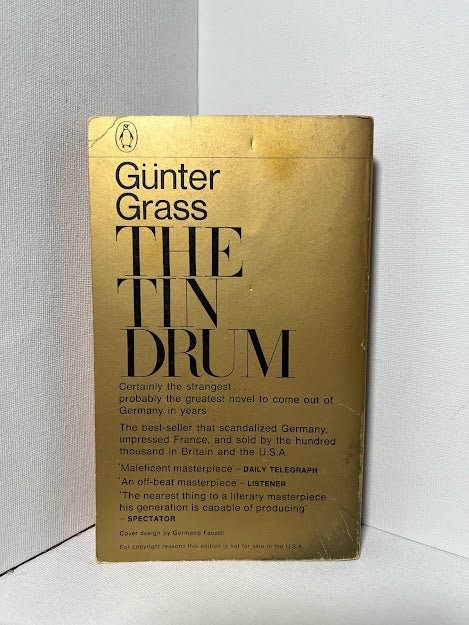 Günter
Grass
THE
TIN
DRUM
Certainly the strangest...
probably the greatest novel to come out of
Germany in years
The best-seller that scandalized Germany,
impressed France, and sold by the hundred
thousand in Britain and the U.S.A.
'Maleficent masterpiece' – DAILY TELEGRAPH
'An off-beat masterpiece' – LISTENER
'The nearest thing to a literary masterpiece
his generation is capable of producing'
– SPECTATOR
Cover design by Germano Facetti
For copyright reasons this edition is not for sale in the U.S.A.